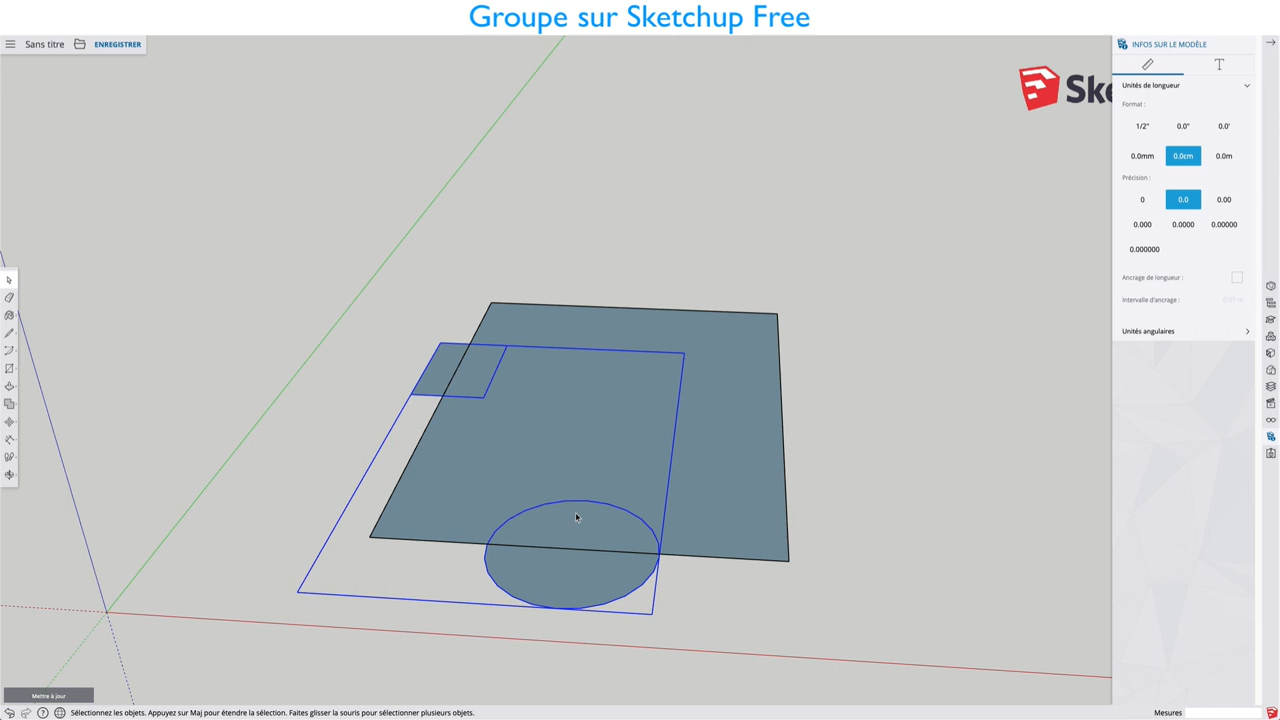 Groupe sur Sketchup Free
Sans titre ENREGISTRER
Ske
INFOS SUR LE MODÈLE
T
Unités de longueur
Format :
1/2" 0.0" 0.0'
0.0mm 0.0cm 0.0m
Précision :
0 0.0 0.00
0.000 0.0000 0.00000
0.000000
Ancrage de longueur :
Intervalle d'ancrage :
Unités angulaires
Mettre à jour
Sélectionnez les objets. Appuyez sur Maj pour étendre la sélection. Faites glisser la souris pour sélectionner plusieurs objets.
Mesures